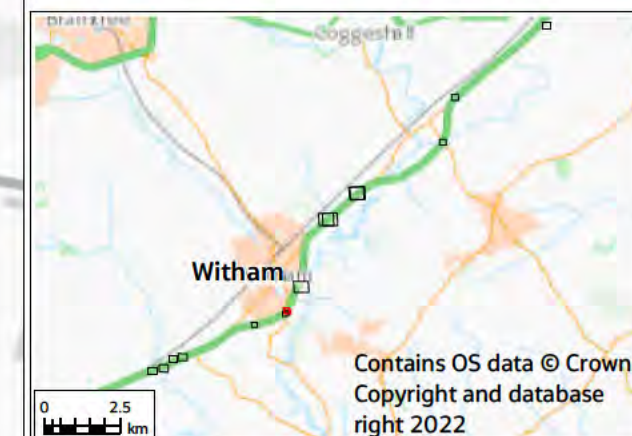 Coggeshall
Witham
Contains OS data © Crown
Copyright and database
right 2022
0 2.5
km